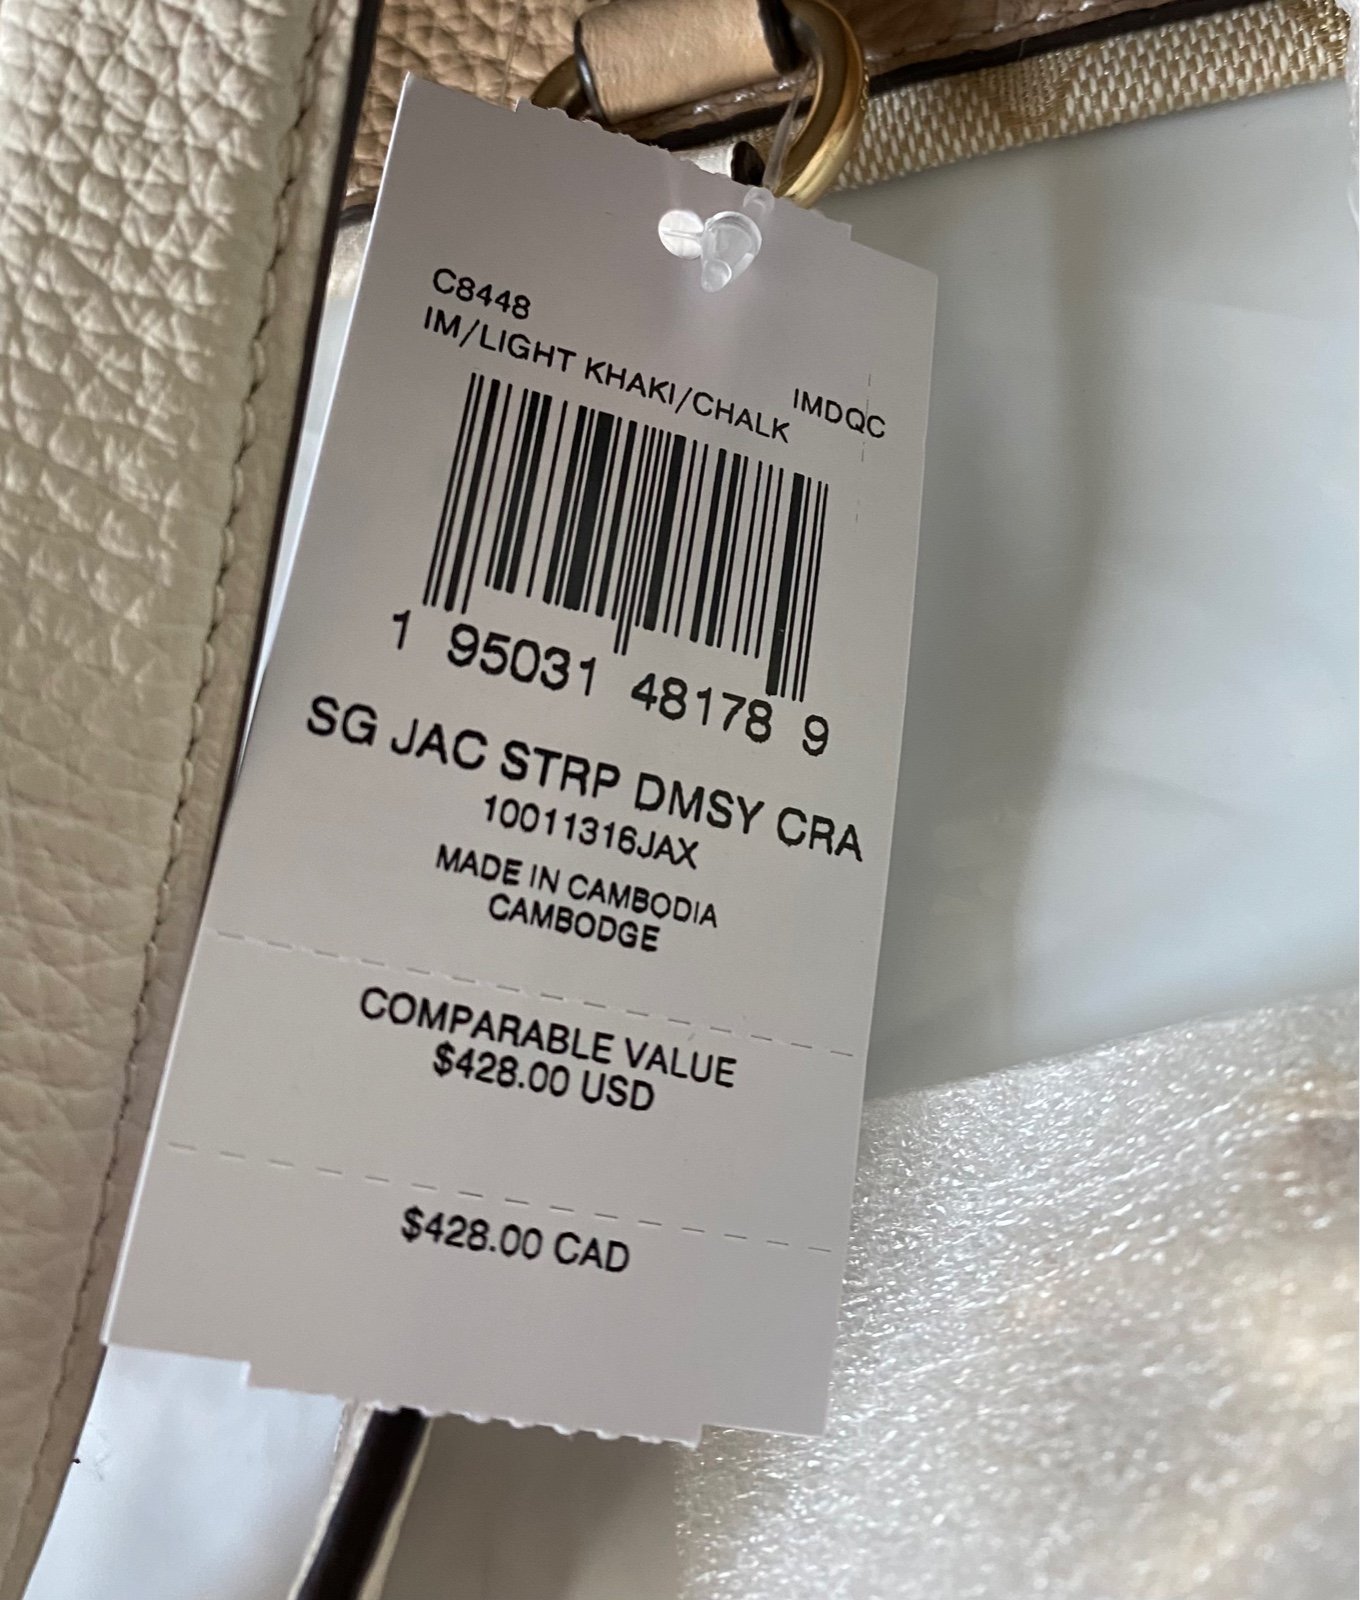 C8448
IM/LIGHT KHAKI/CHALK IMDQC
1 95031 48178 9
SG JAC STRP DMSY CRA
10011316JAX
MADE IN CAMBODIA
CAMBODGE
COMPARABLE VALUE
$428.00 USD
$428.00 CAD